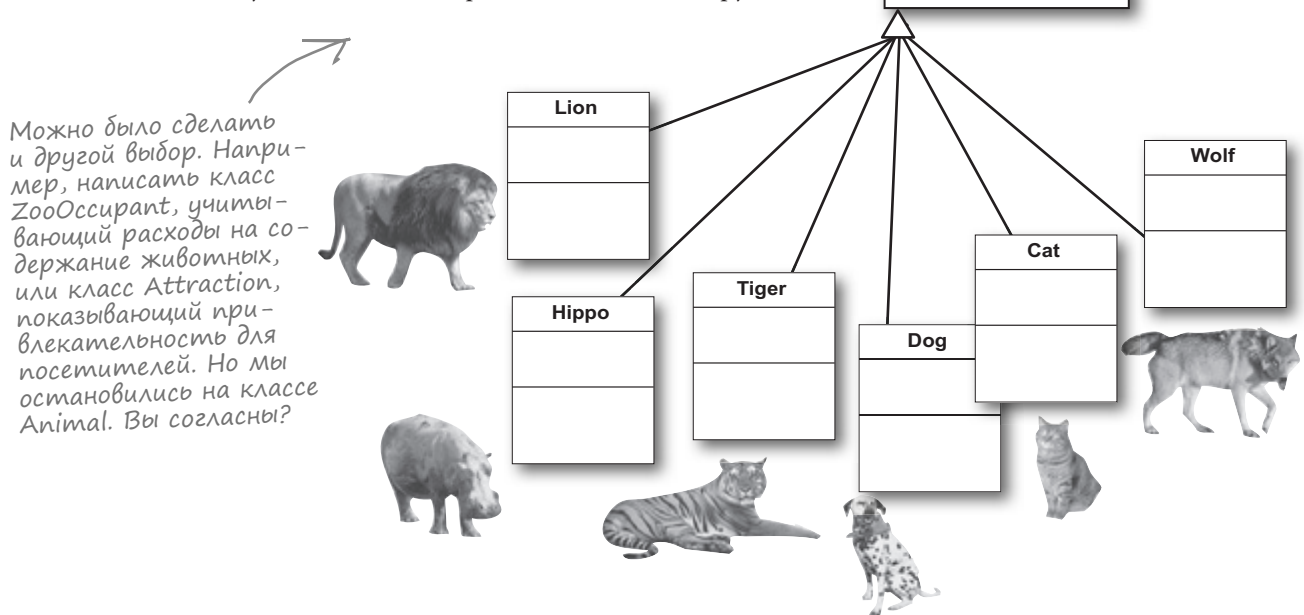 Можно было сделать
и другой выбор. Напри-
мер, написать класс
ZooOccupant, учиты-
вающий расходы на со-
держание животных,
или класс Attraction,
показывающий при-
влекательность для
посетителей. Но мы
остановились на классе
Animal. Вы согласны?
Lion
Wolf
Cat
Tiger
Hippo
Dog